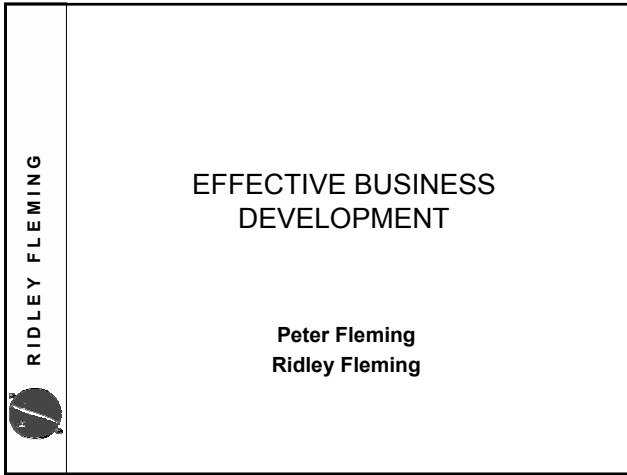 RIDLEY FLEMING
EFFECTIVE BUSINESS
DEVELOPMENT
Peter Fleming
Ridley Fleming